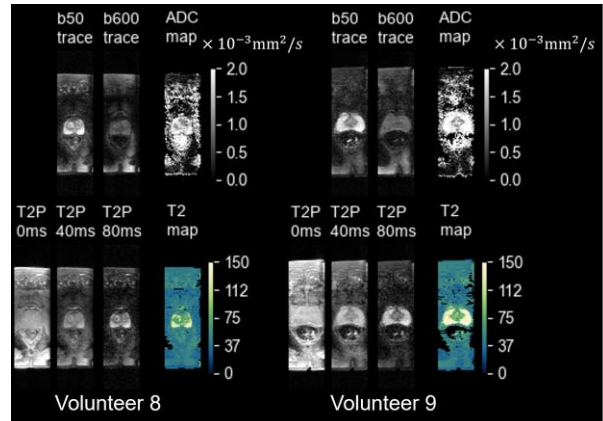 b50 b600 ADC b50 b600 ADC
trace trace map × 10⁻³mm²/s trace trace map × 10⁻³mm²/s
2.0 2.0
1.5 1.5
1.0 1.0
0.5 0.5
0.0 0.0
T2P T2P T2P T2 T2P T2P T2P T2
0ms 40ms 80ms map 0ms 40ms 80ms map
150 150
112 112
75 75
37 37
0 0
Volunteer 8 Volunteer 9